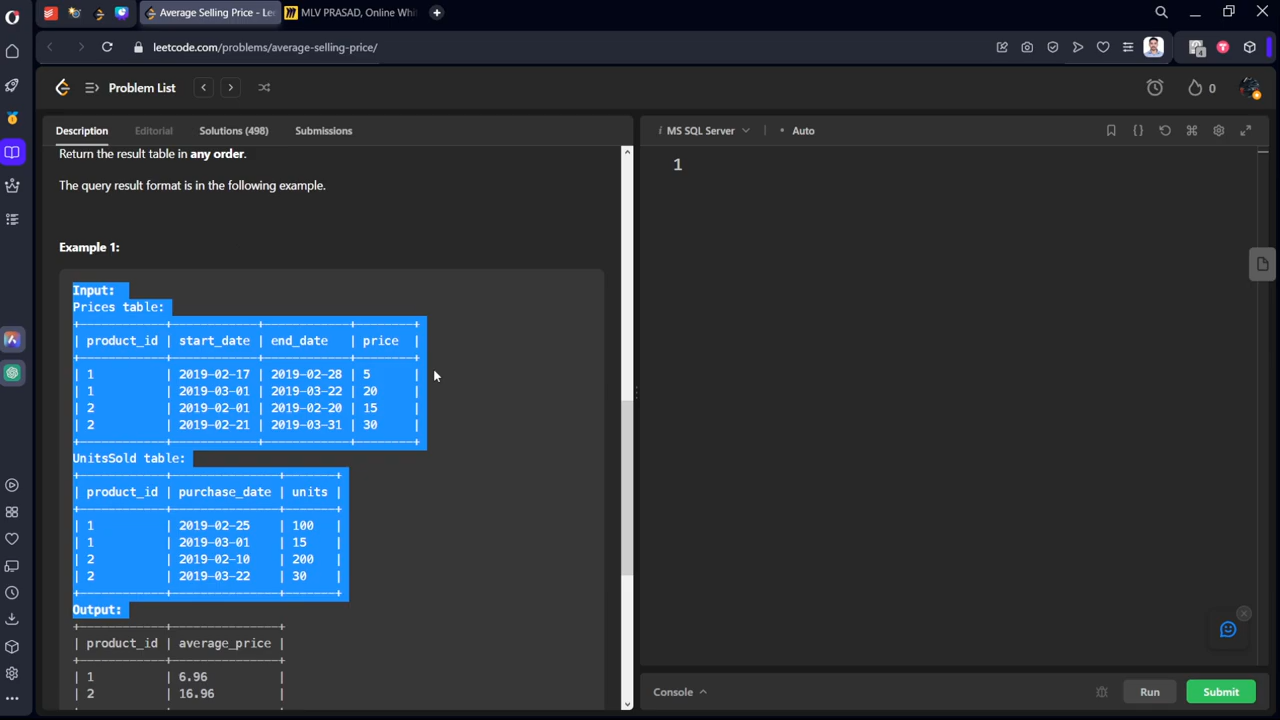 Average Selling Price - Lee
MLV PRASAD, Online Whi
leetcode.com/problems/average-selling-price/
4
Problem List
0
Description
Editorial
Solutions (498)
Submissions
i MS SQL Server
• Auto
Return the result table in any order.
The query result format is in the following example.
Example 1:
Input:
Prices table:
+------------+------------+------------+--------+
| product_id | start_date | end_date   | price  |
+------------+------------+------------+--------+
| 1          | 2019-02-17 | 2019-02-28 | 5      |
| 1          | 2019-03-01 | 2019-03-22 | 20     |
| 2          | 2019-02-01 | 2019-02-20 | 15     |
| 2          | 2019-02-21 | 2019-03-31 | 30     |
+------------+------------+------------+--------+
UnitsSold table:
+------------+---------------+-------+
| product_id | purchase_date | units |
+------------+---------------+-------+
| 1          | 2019-02-25    | 100   |
| 1          | 2019-03-01    | 15    |
| 2          | 2019-02-10    | 200   |
| 2          | 2019-03-22    | 30    |
+------------+---------------+-------+
Output:
+------------+---------------+
| product_id | average_price |
+------------+---------------+
| 1          | 6.96          |
| 2          | 16.96         |
1
Console
Run
Submit